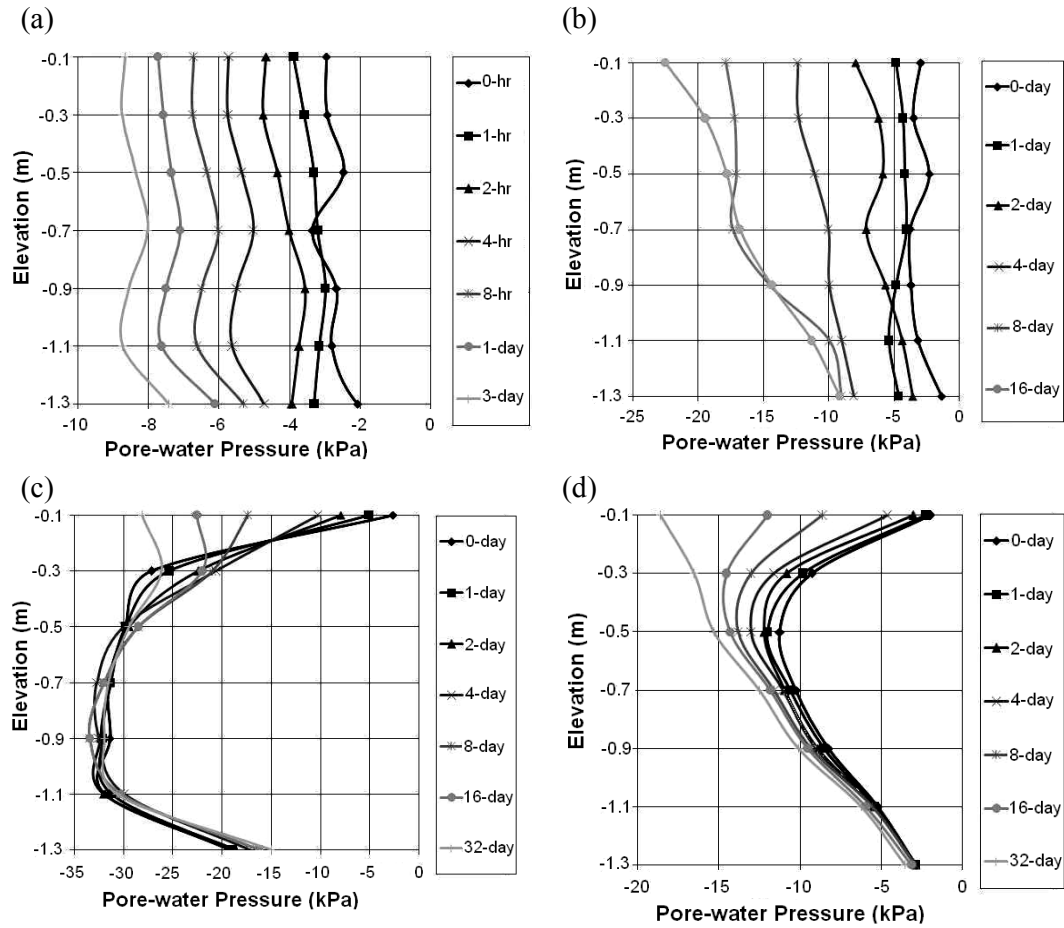 (a)
-0.1
-0.3
-0.5
-0.7
-0.9
-1.1
-1.3
Elevation (m)
-10 -8 -6 -4 -2 0
Pore-water Pressure (kPa)
0-hr
1-hr
2-hr
4-hr
8-hr
1-day
3-day
(b)
-0.1
-0.3
-0.5
-0.7
-0.9
-1.1
-1.3
Elevation (m)
-25 -20 -15 -10 -5 0
Pore-water Pressure (kPa)
0-day
1-day
2-day
4-day
8-day
16-day
(c)
-0.1
-0.3
-0.5
-0.7
-0.9
-1.1
-1.3
Elevation (m)
-35 -30 -25 -20 -15 -10 -5 0
Pore-water Pressure (kPa)
0-day
1-day
2-day
4-day
8-day
16-day
32-day
(d)
-0.1
-0.3
-0.5
-0.7
-0.9
-1.1
-1.3
Elevation (m)
-20 -15 -10 -5 0
Pore-water Pressure (kPa)
0-day
1-day
2-day
4-day
8-day
16-day
32-day